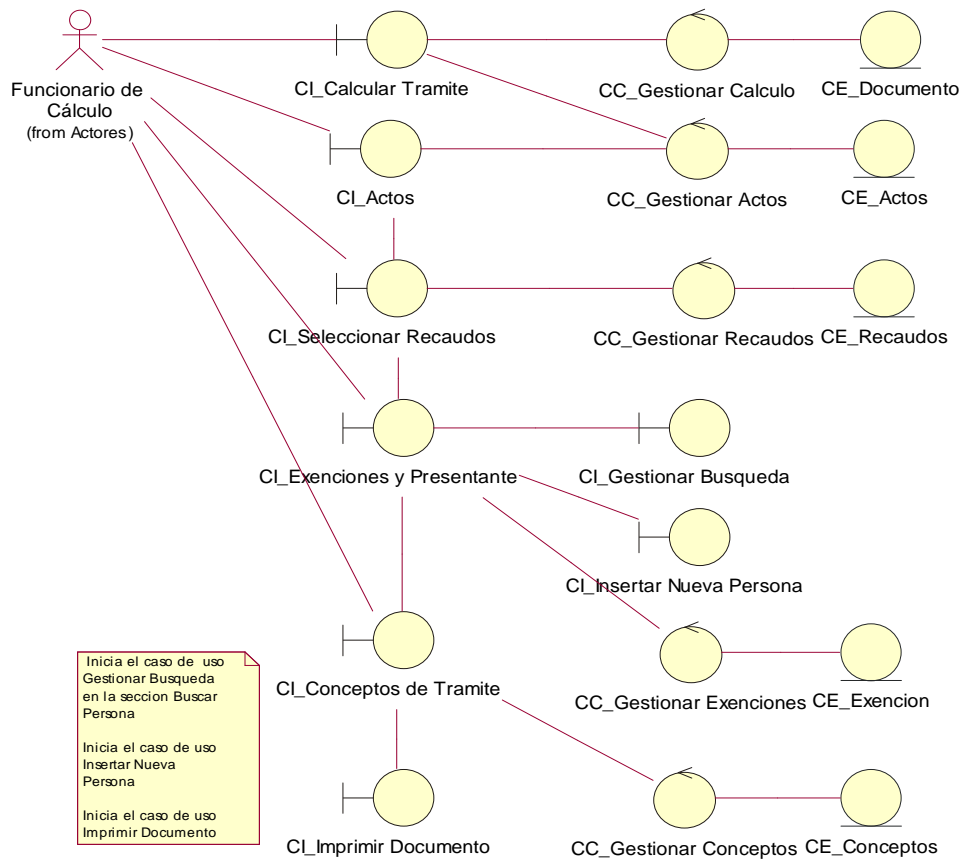 Funcionario de
Cálculo
(from Actores)
CI_Calcular Tramite
CC_Gestionar Calculo
CE_Documento
CI_Actos
CC_Gestionar Actos
CE_Actos
CI_Seleccionar Recaudos
CC_Gestionar Recaudos
CE_Recaudos
CI_Exenciones y Presentante
CI_Gestionar Busqueda
CI_Insertar Nueva Persona
CI_Conceptos de Tramite
CC_Gestionar Exenciones
CE_Exencion
Inicia el caso de uso
Gestionar Busqueda
en la seccion Buscar
Persona
Inicia el caso de uso
Insertar Nueva
Persona
Inicia el caso de uso
Imprimir Documento
CI_Imprimir Documento
CC_Gestionar Conceptos
CE_Conceptos